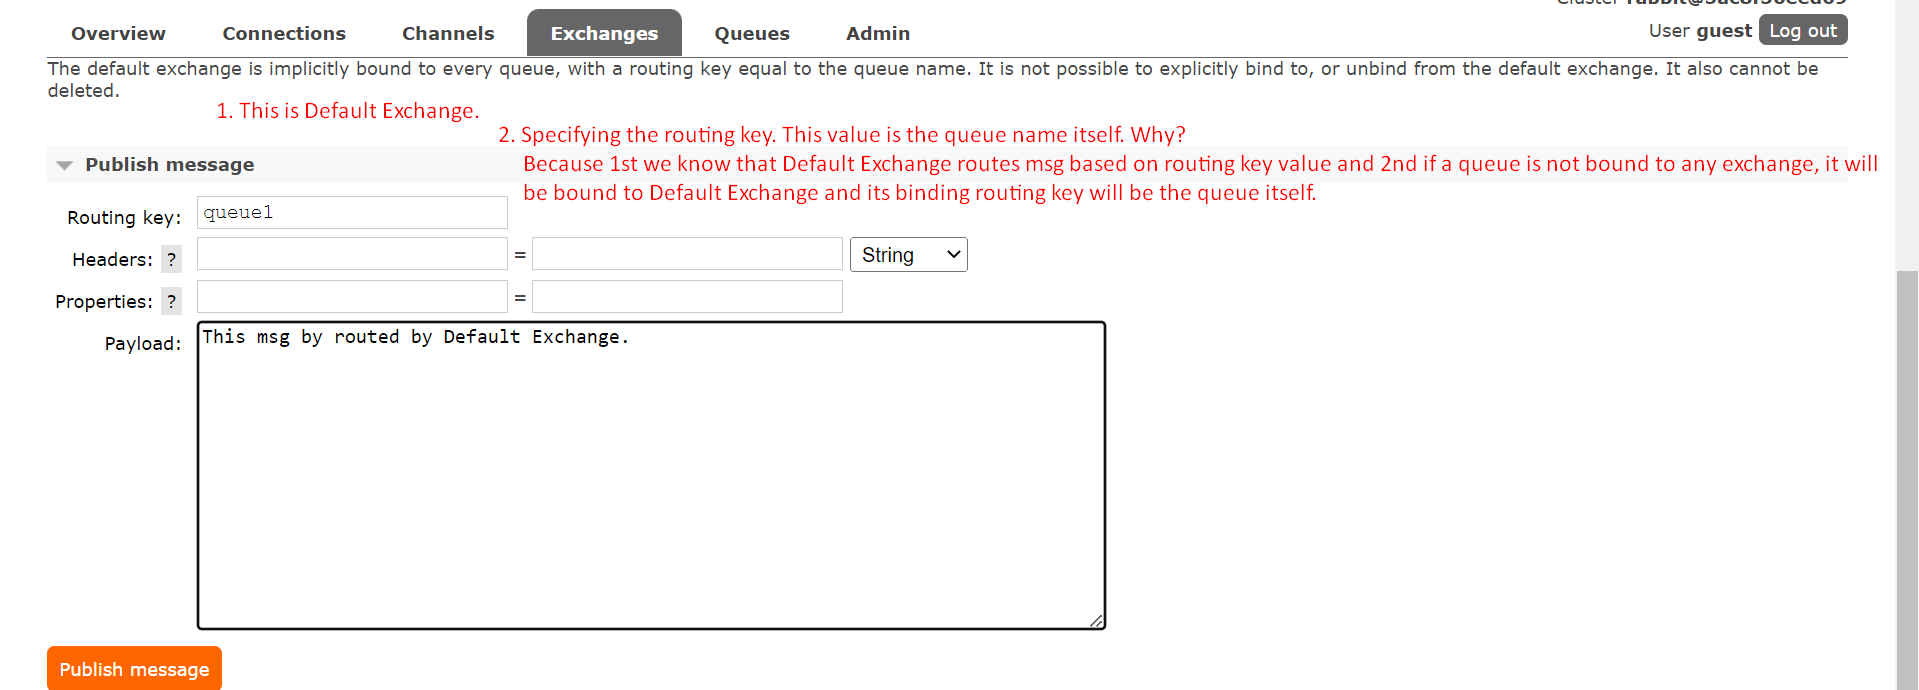 Cluster rabbit@
Overview Connections Channels Exchanges Queues Admin
User guest Log out
The default exchange is implicitly bound to every queue, with a routing key equal to the queue name. It is not possible to explicitly bind to, or unbind from the default exchange. It also cannot be
deleted.
1. This is Default Exchange.
2. Specifying the routing key. This value is the queue name itself. Why?
Publish message
Because 1st we know that Default Exchange routes msg based on routing key value and 2nd if a queue is not bound to any exchange, it will
be bound to Default Exchange and its binding routing key will be the queue itself.
Routing key: queue1
Headers: ? = String
Properties: ? =
Payload: This msg by routed by Default Exchange.
Publish message